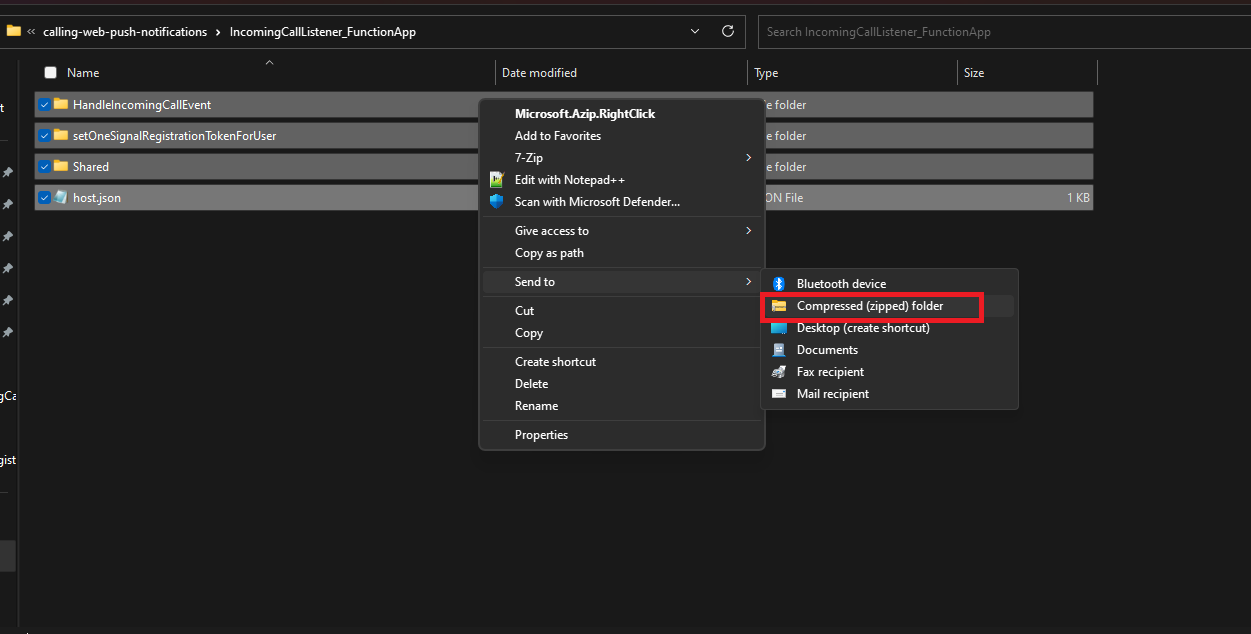 « calling-web-push-notifications › IncomingCallListener_FunctionApp
Search IncomingCallListener_FunctionApp
Name
Date modified
Type
Size
HandleIncomingCallEvent
e folder
setOneSignalRegistrationTokenForUser
e folder
Shared
e folder
host.json
ON File
1 KB
t
gCa
gist
Microsoft.Azip.RightClick
Add to Favorites
7-Zip
Edit with Notepad++
Scan with Microsoft Defender...
Give access to
Copy as path
Send to
Cut
Copy
Create shortcut
Delete
Rename
Properties
Bluetooth device
Compressed (zipped) folder
Desktop (create shortcut)
Documents
Fax recipient
Mail recipient